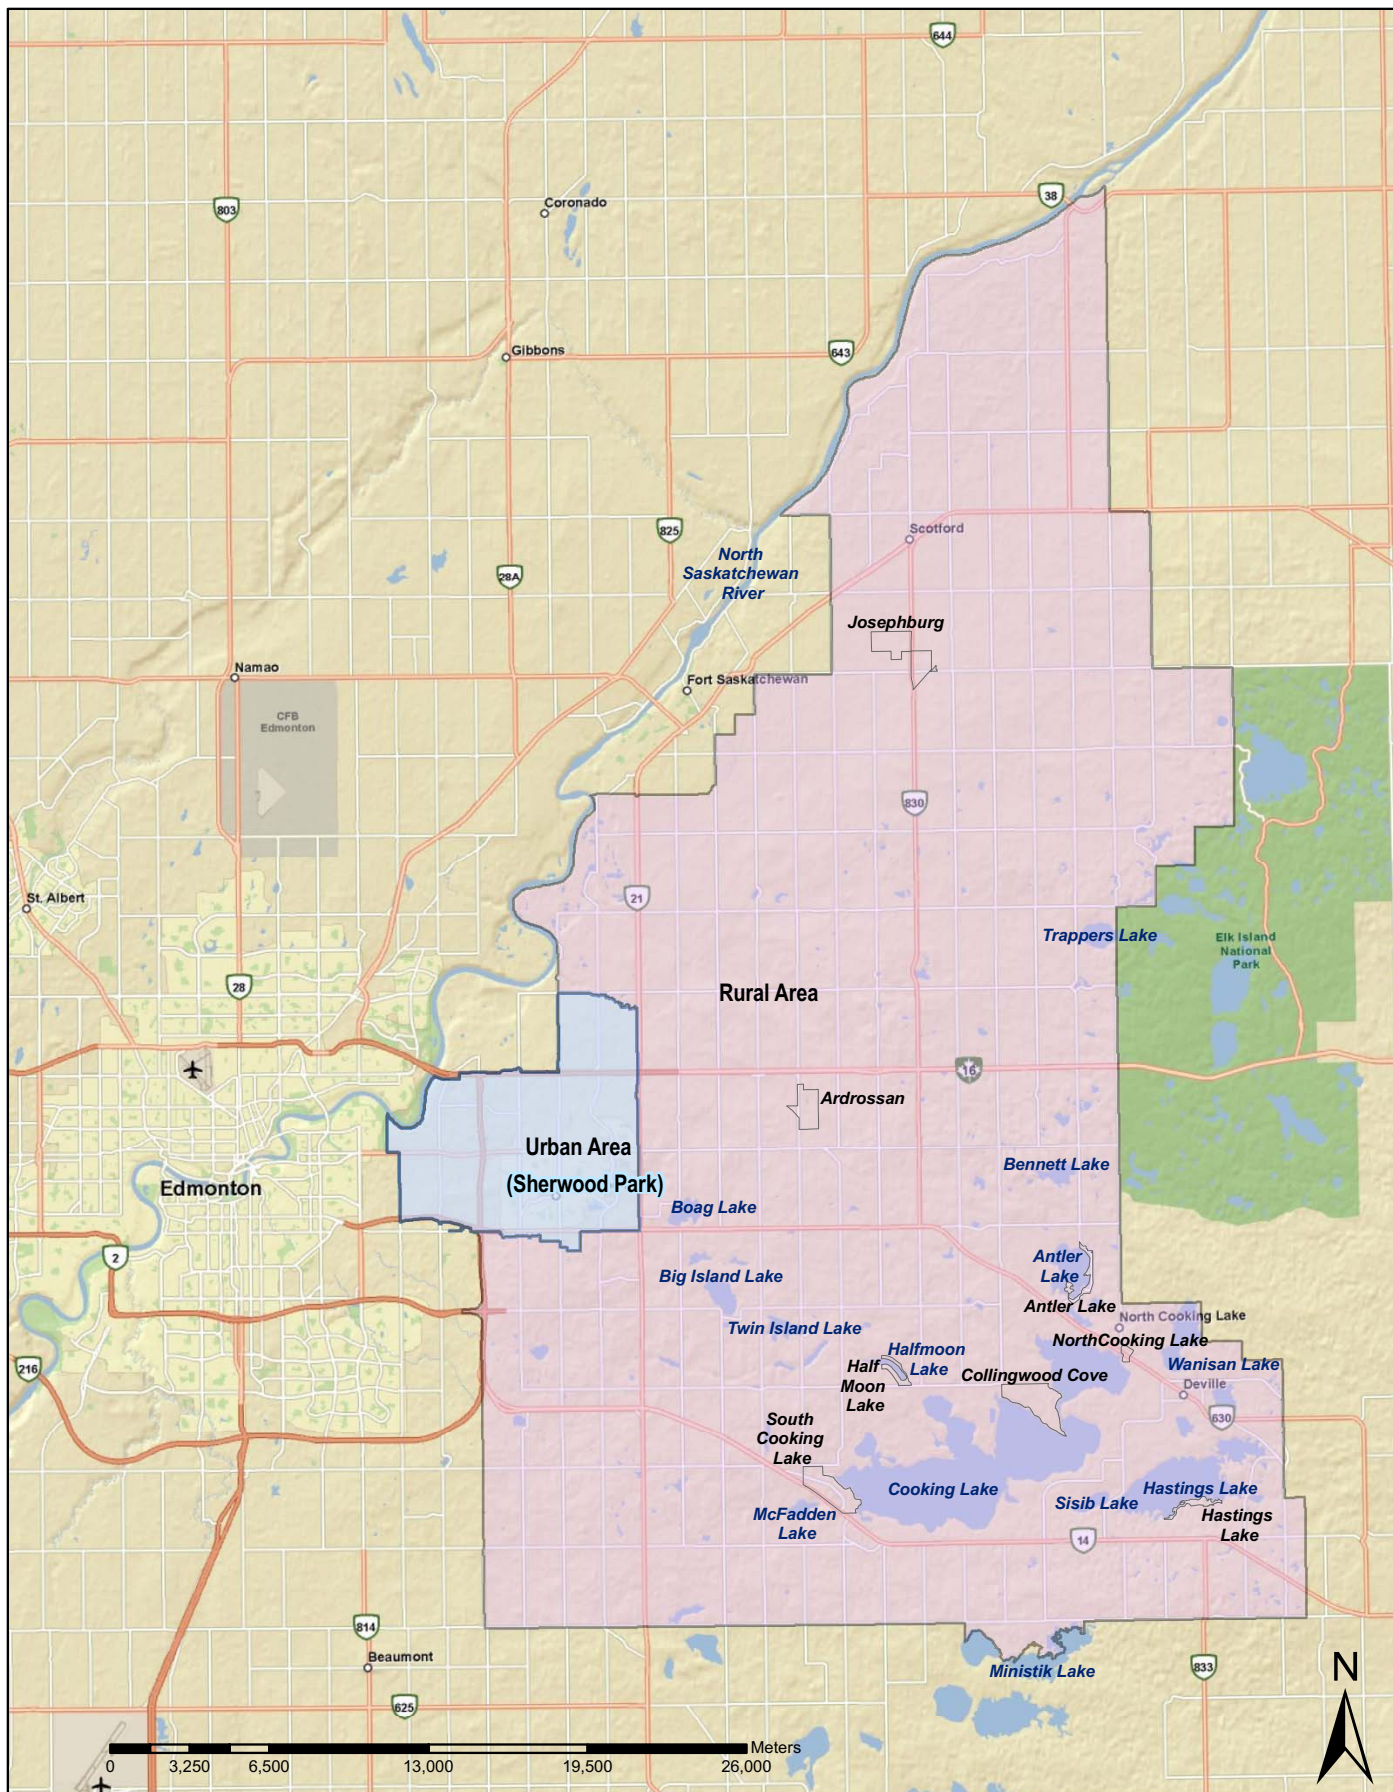 644
38
803
Coronado
Gibbons
643
825
Scotford
North
Saskatchewan
River
28A
Josephburg
Namao
Fort Saskatchewan
CFB
Edmonton
830
St. Albert
21
Trappers Lake
Elk Island
National
Park
28
Rural Area
16
Ardrossan
Urban Area
(Sherwood Park)
Bennett Lake
Edmonton
Boag Lake
2
Antler
Lake
Big Island Lake
Antler Lake
North Cooking Lake
Twin Island Lake
NorthCooking Lake
Halfmoon
Lake
Wanisan Lake
216
Half
Moon
Lake
Collingwood Cove
Deville
630
South
Cooking
Lake
Cooking Lake
Hastings Lake
Sisib Lake
McFadden
Lake
Hastings
Lake
14
814
Beaumont
Ministik Lake
833
N
625
Meters
0 3,250 6,500 13,000 19,500 26,000